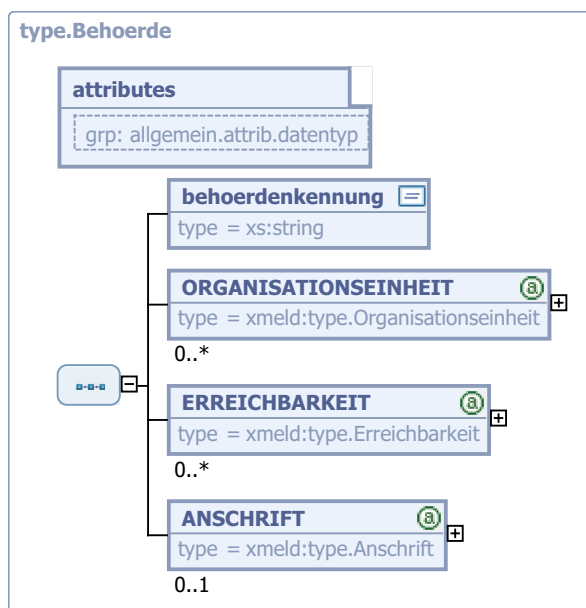 type.Behoerde
attributes
grp: allgemein.attrib.datentyp
behoerdenkennung
type = xs:string
ORGANISATIONSEINHEIT @
type = xmeld:type.Organisationseinheit
0..*
ERREICHBARKEIT @
type = xmeld:type.Erreichbarkeit
0..*
ANSCHRIFT @
type = xmeld:type.Anschrift
0..1